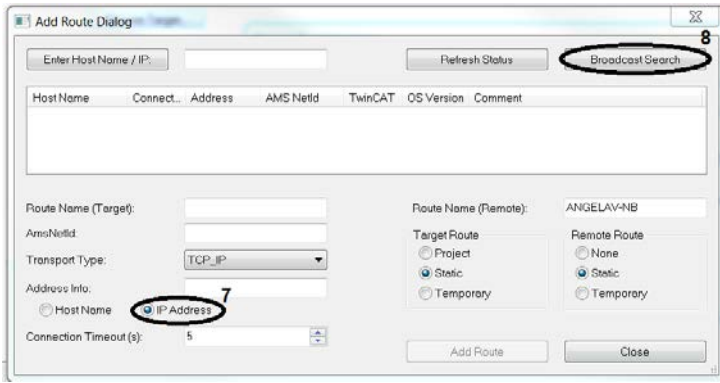 Add Route Dialog
8
Enter Host Name / IP: Refresh Status Broadcast Search
Host Name Connect... Address AMS NetId TwinCAT OS Version Comment
Route Name (Target): Route Name (Remote): ANGELAV-NB
AmsNetId: Target Route Remote Route
Transport Type: TCP_IP Project None
Address Info: Static Static
7
Host Name IP Address Temporary Temporary
Connection Timeout (s): 5
Add Route Close